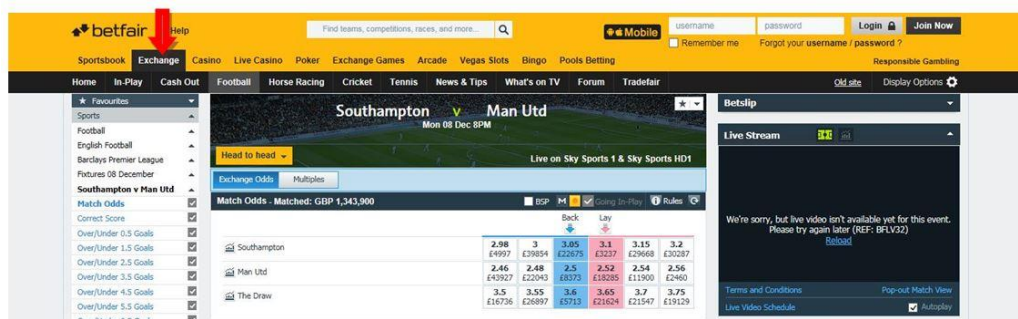 betfair
Help
Find teams, competitions, races, and more...
Mobile
username
password
Login
Join Now
Remember me
Forgot your username / password ?
Sportsbook Exchange Casino Live Casino Poker Exchange Games Arcade Vegas Slots Bingo Pools Betting
Responsible Gambling
Home In-Play Cash Out Football Horse Racing Cricket Tennis News & Tips What's on TV Forum Tradefair
Old site Display Options
Favourites
Sports
Football
English Football
Barclays Premier League
Fixtures 08 December
Southampton v Man Utd
Match Odds
Correct Score
Over/Under 0.5 Goals
Over/Under 1.5 Goals
Over/Under 2.5 Goals
Over/Under 3.5 Goals
Over/Under 4.5 Goals
Over/Under 5.5 Goals
Southampton v Man Utd
Mon 08 Dec 8PM
Head to head
Live on Sky Sports 1 & Sky Sports HD1
Exchange Odds Multiples
Match Odds - Matched: GBP 1,343,900
BSP M Going In-Play Rules
Back Lay
Southampton 2.98 3 3.05 3.1 3.15 3.2
£4997 £39854 £22675 £3237 £29668 £30287
Man Utd 2.46 2.48 2.5 2.52 2.54 2.56
£43927 £22043 £8373 £18285 £11900 £2460
The Draw 3.5 3.55 3.6 3.65 3.7 3.75
£16736 £26897 £5713 £21624 £21547 £19129
Betslip
Live Stream
We're sorry, but live video isn't available yet for this event.
Please try again later (REF: BFLV32)
Reload
Terms and Conditions Pop-out Match View
Live Video Schedule Autoplay